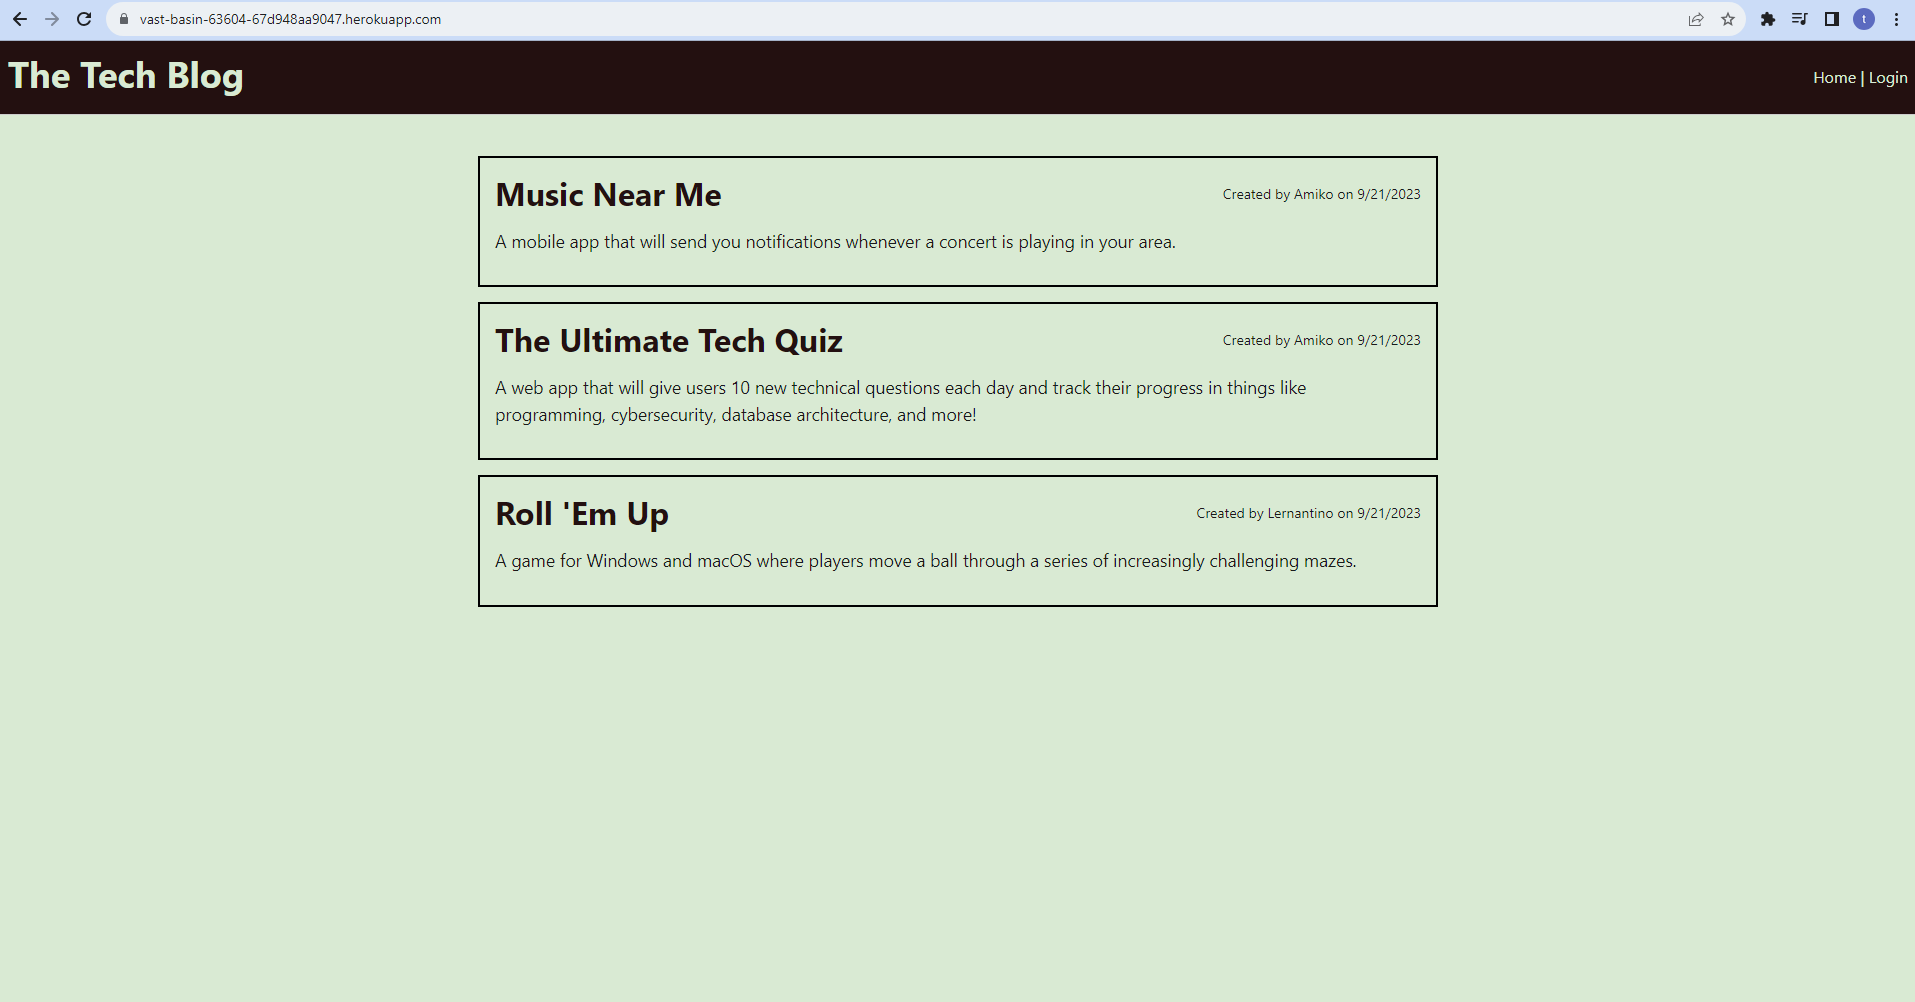 vast-basin-63604-67d948aa9047.herokuapp.com
t
The Tech Blog
Home | Login
Music Near Me
Created by Amiko on 9/21/2023
A mobile app that will send you notifications whenever a concert is playing in your area.
The Ultimate Tech Quiz
Created by Amiko on 9/21/2023
A web app that will give users 10 new technical questions each day and track their progress in things like
programming, cybersecurity, database architecture, and more!
Roll 'Em Up
Created by Lernantino on 9/21/2023
A game for Windows and macOS where players move a ball through a series of increasingly challenging mazes.